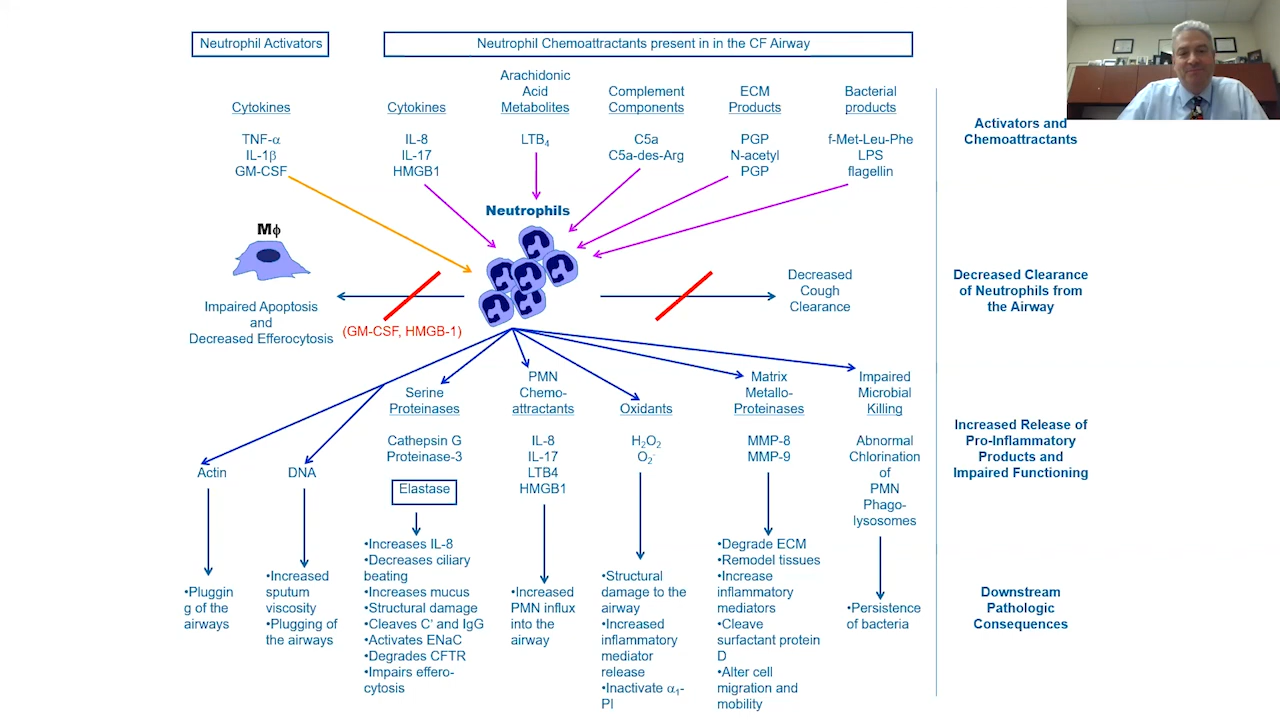 Neutrophil Activators
Neutrophil Chemoattractants present in in the CF Airway
Cytokines
TNF-α
IL-1β
GM-CSF
Cytokines
IL-8
IL-17
HMGB1
Arachidonic
Acid
Metabolites
LTB4
Complement
Components
C5a
C5a-des-Arg
ECM
Products
PGP
N-acetyl
PGP
Bacterial
products
f-Met-Leu-Phe
LPS
flagellin
Activators and
Chemoattractants
Neutrophils
Mϕ
Impaired Apoptosis
and
Decreased Efferocytosis
(GM-CSF, HMGB-1)
Decreased
Cough
Clearance
Decreased Clearance
of Neutrophils from
the Airway
Actin
DNA
Serine
Proteinases
Cathepsin G
Proteinase-3
Elastase
PMN
Chemo-
attractants
IL-8
IL-17
LTB4
HMGB1
Oxidants
H2O2
O2-
Matrix
Metallo-
Proteinases
MMP-8
MMP-9
Impaired
Microbial
Killing
Abnormal
Chlorination
of
PMN
Phago-
lysosomes
Increased Release of
Pro-Inflammatory
Products and
Impaired Functioning
•Pluggin
g of the
airways
•Increased
sputum
viscosity
•Plugging of
the airways
•Increases IL-8
•Decreases ciliary
beating
•Increases mucus
•Structural damage
•Cleaves C' and IgG
•Activates ENaC
•Degrades CFTR
•Impairs effero-
cytosis
•Increased
PMN influx
into the
airway
•Structural
damage to the
airway
•Increased
inflammatory
mediator
release
•Inactivate α1-
PI
•Degrade ECM
•Remodel tissues
•Increase
inflammatory
mediators
•Cleave
surfactant protein
D
•Alter cell
migration and
mobility
•Persistence
of bacteria
Downstream
Pathologic
Consequences